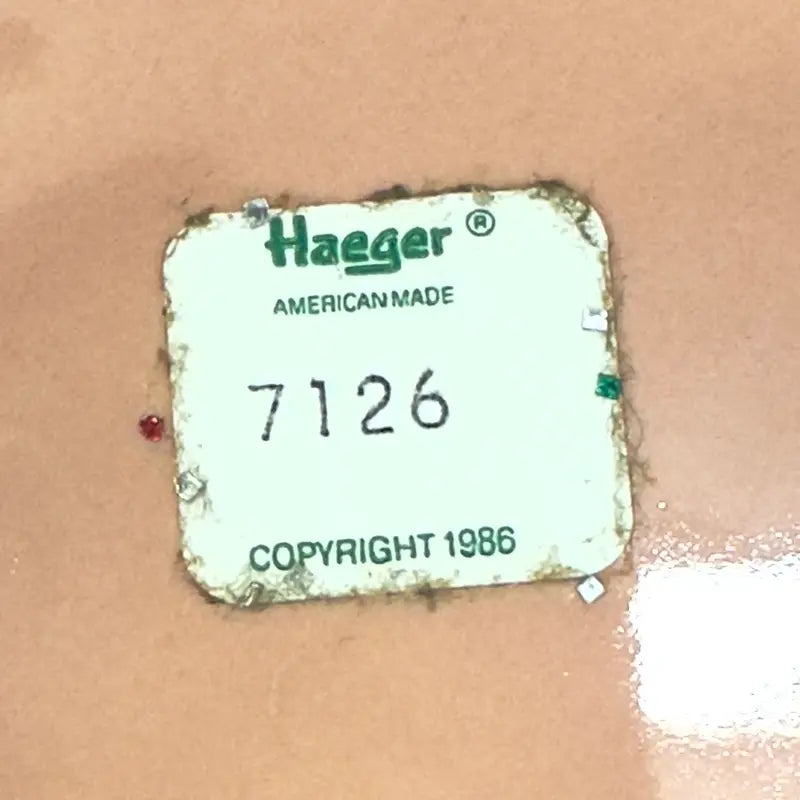 Haeger ®
AMERICAN MADE
7126
COPYRIGHT 1986